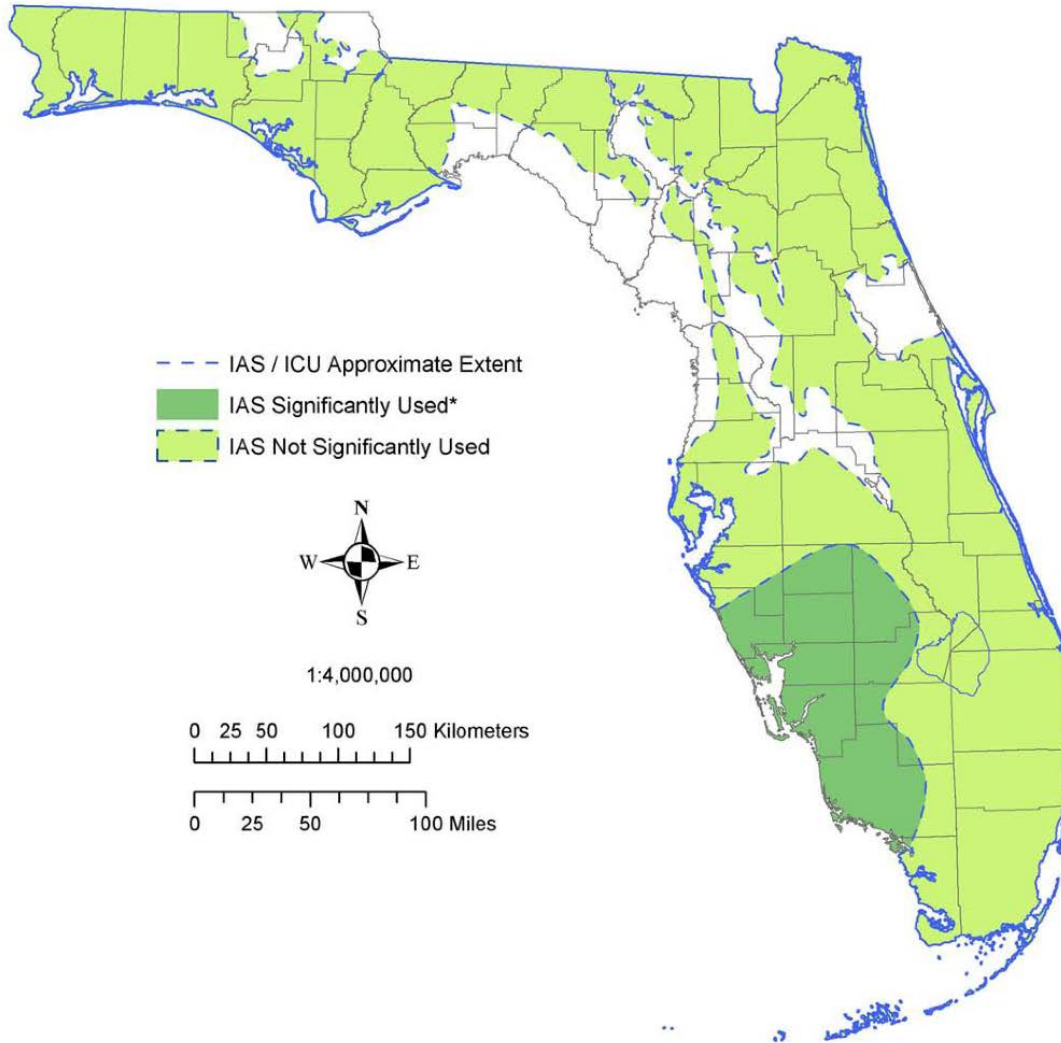 IAS / ICU Approximate Extent
IAS Significantly Used*
IAS Not Significantly Used
N
W E
S
1:4,000,000
0 25 50 100 150 Kilometers
0 25 50 100 Miles